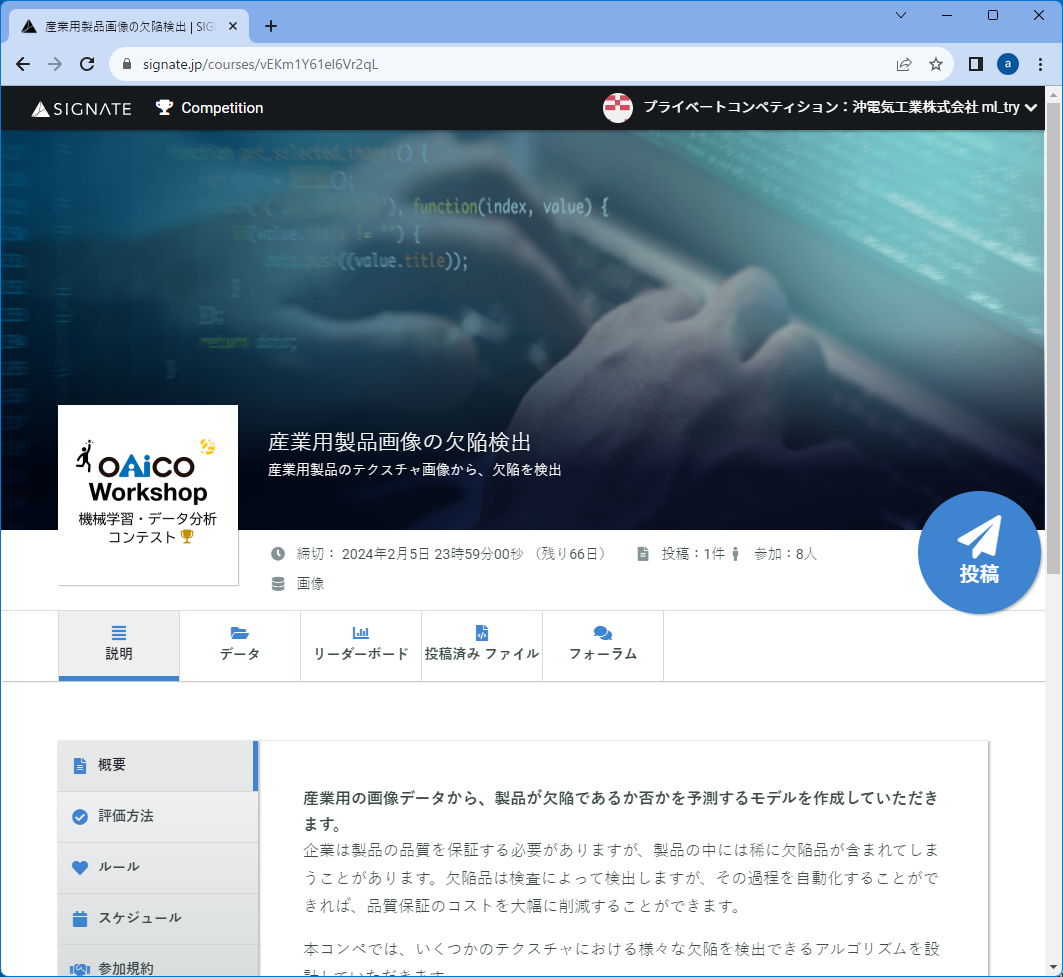 産業用製品画像の欠陥検出 | SIG
signate.jp/courses/vEKm1Y61eI6Vr2qL
a
SIGNATE
Competition
プライベートコンペティション：沖電気工業株式会社 ml_try
function get_selected_images() {
function(index, value) {
(value.title != "") {
data.push((value.title));
}
});
return data;
}
OAiCO
Workshop
機械学習・データ分析
コンテスト
産業用製品画像の欠陥検出
産業用製品のテクスチャ画像から、欠陥を検出
投稿
締切： 2024年2月5日 23時59分00秒 （残り66日） 投稿：1件 参加：8人
画像
説明
データ
リーダーボード
投稿済み ファイル
フォーラム
概要
評価方法
ルール
スケジュール
参加規約
産業用の画像データから、製品が欠陥であるか否かを予測するモデルを作成していただき
ます。
企業は製品の品質を保証する必要がありますが、製品の中には稀に欠陥品が含まれてしま
うことがあります。欠陥品は検査によって検出しますが、その過程を自動化することがで
きれば、品質保証のコストを大幅に削減することができます。
本コンペでは、いくつかのテクスチャにおける様々な欠陥を検出できるアルゴリズムを設
計していただきます